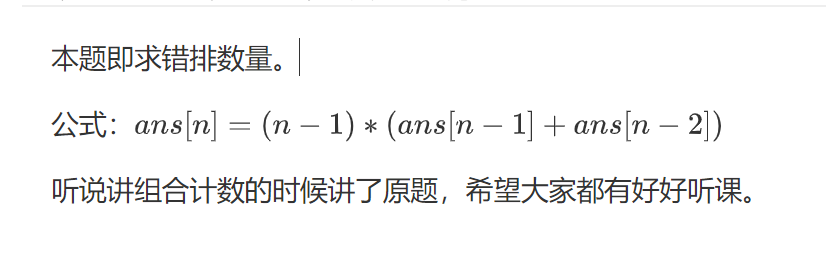 本题即求错排数量。
公式：ans[n] = (n − 1) * (ans[n − 1] + ans[n − 2])
听说讲组合计数的时候讲了原题，希望大家都有好好听课。